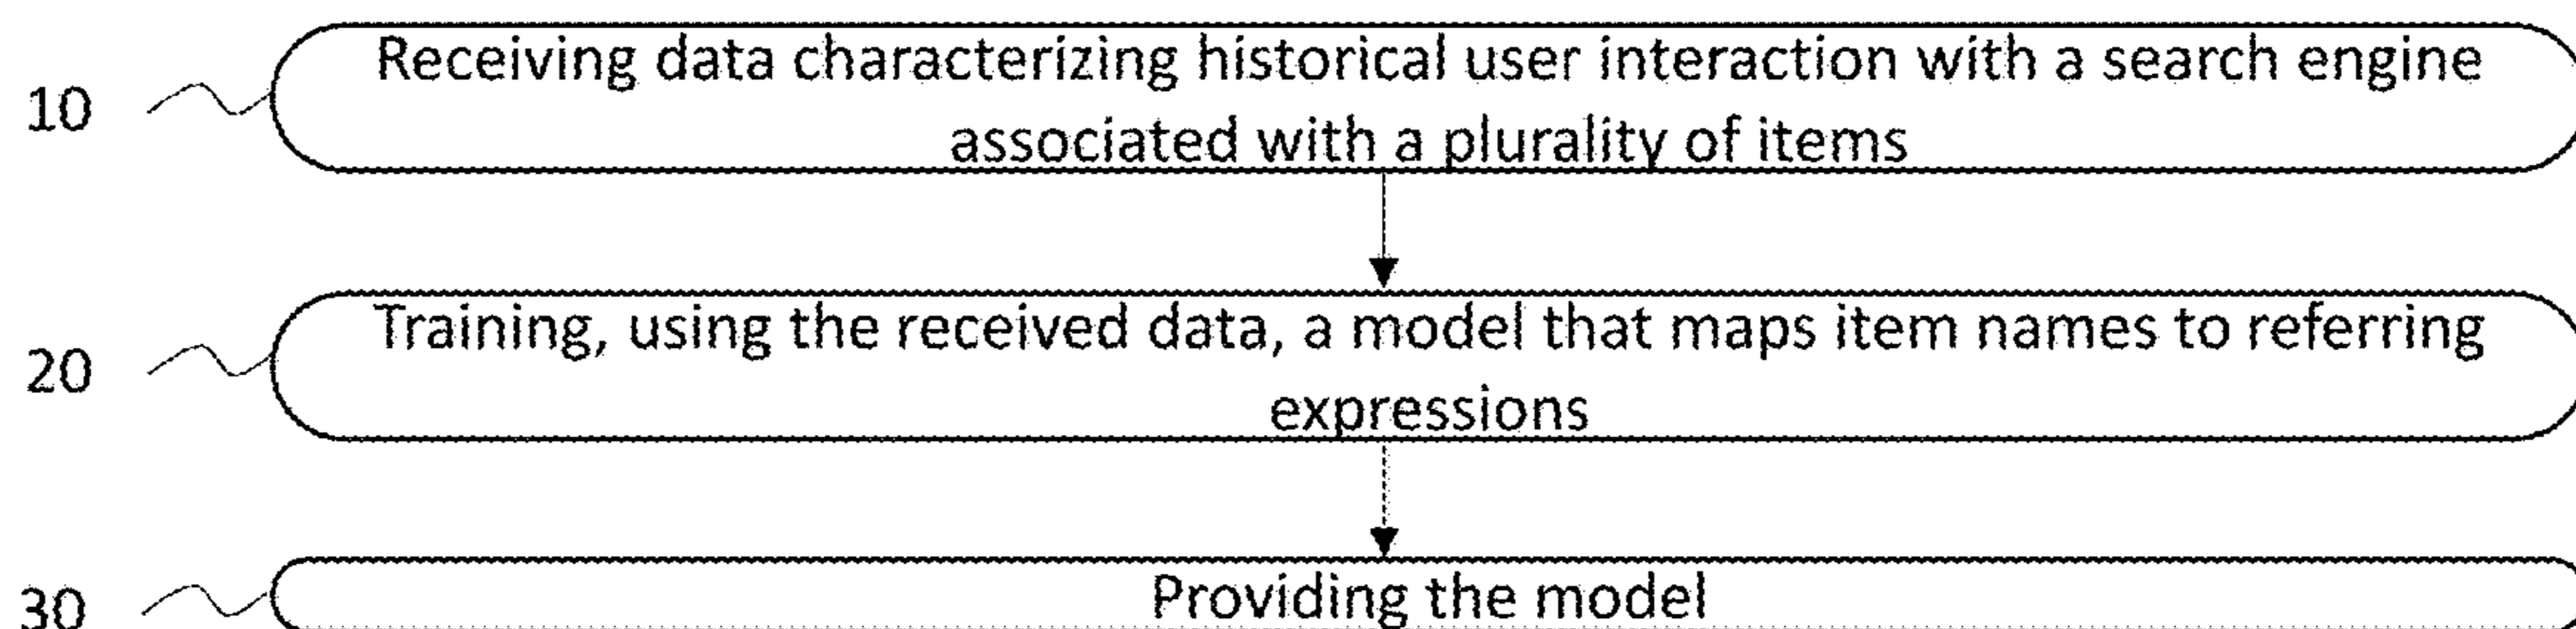 Receiving data characterizing historical user interaction with a search engine
10
associated with a plurality of items
Training, using the received data, a model that maps item names to referring
20
expressions
30
Providing the model